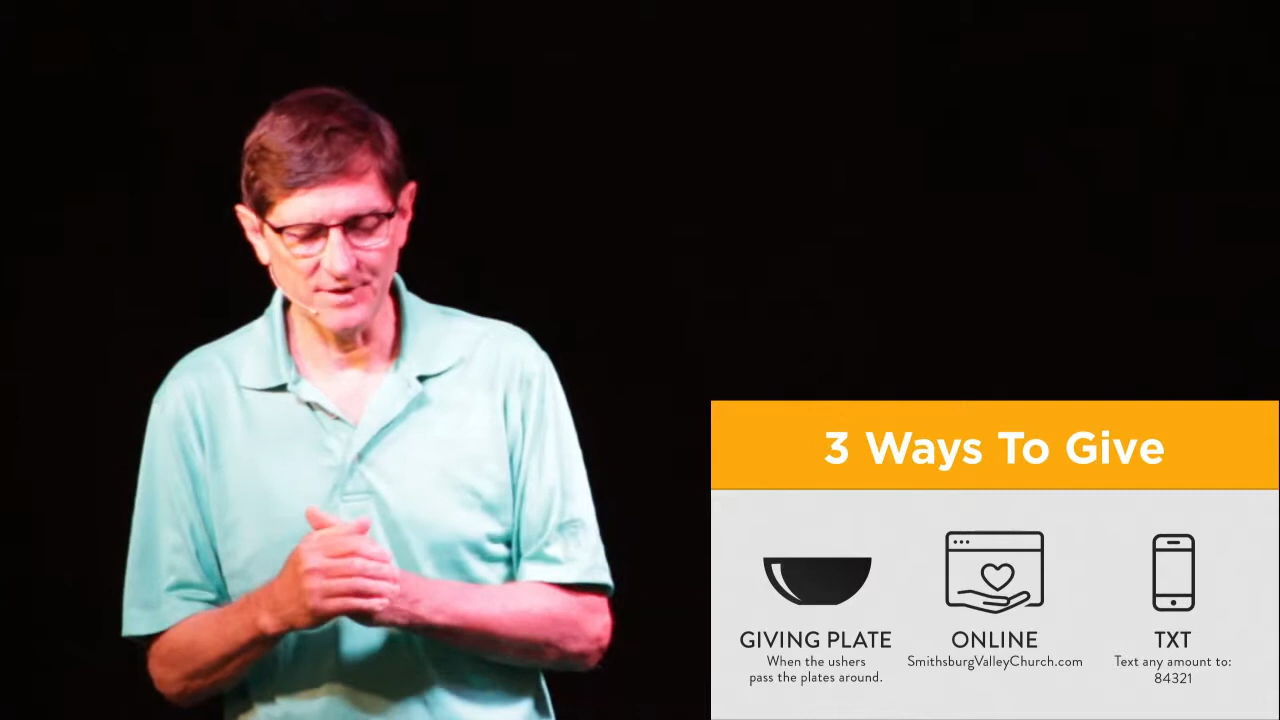 3 Ways To Give
GIVING PLATE
When the ushers
pass the plates around.
ONLINE
SmithsburgValleyChurch.com
TXT
Text any amount to:
84321